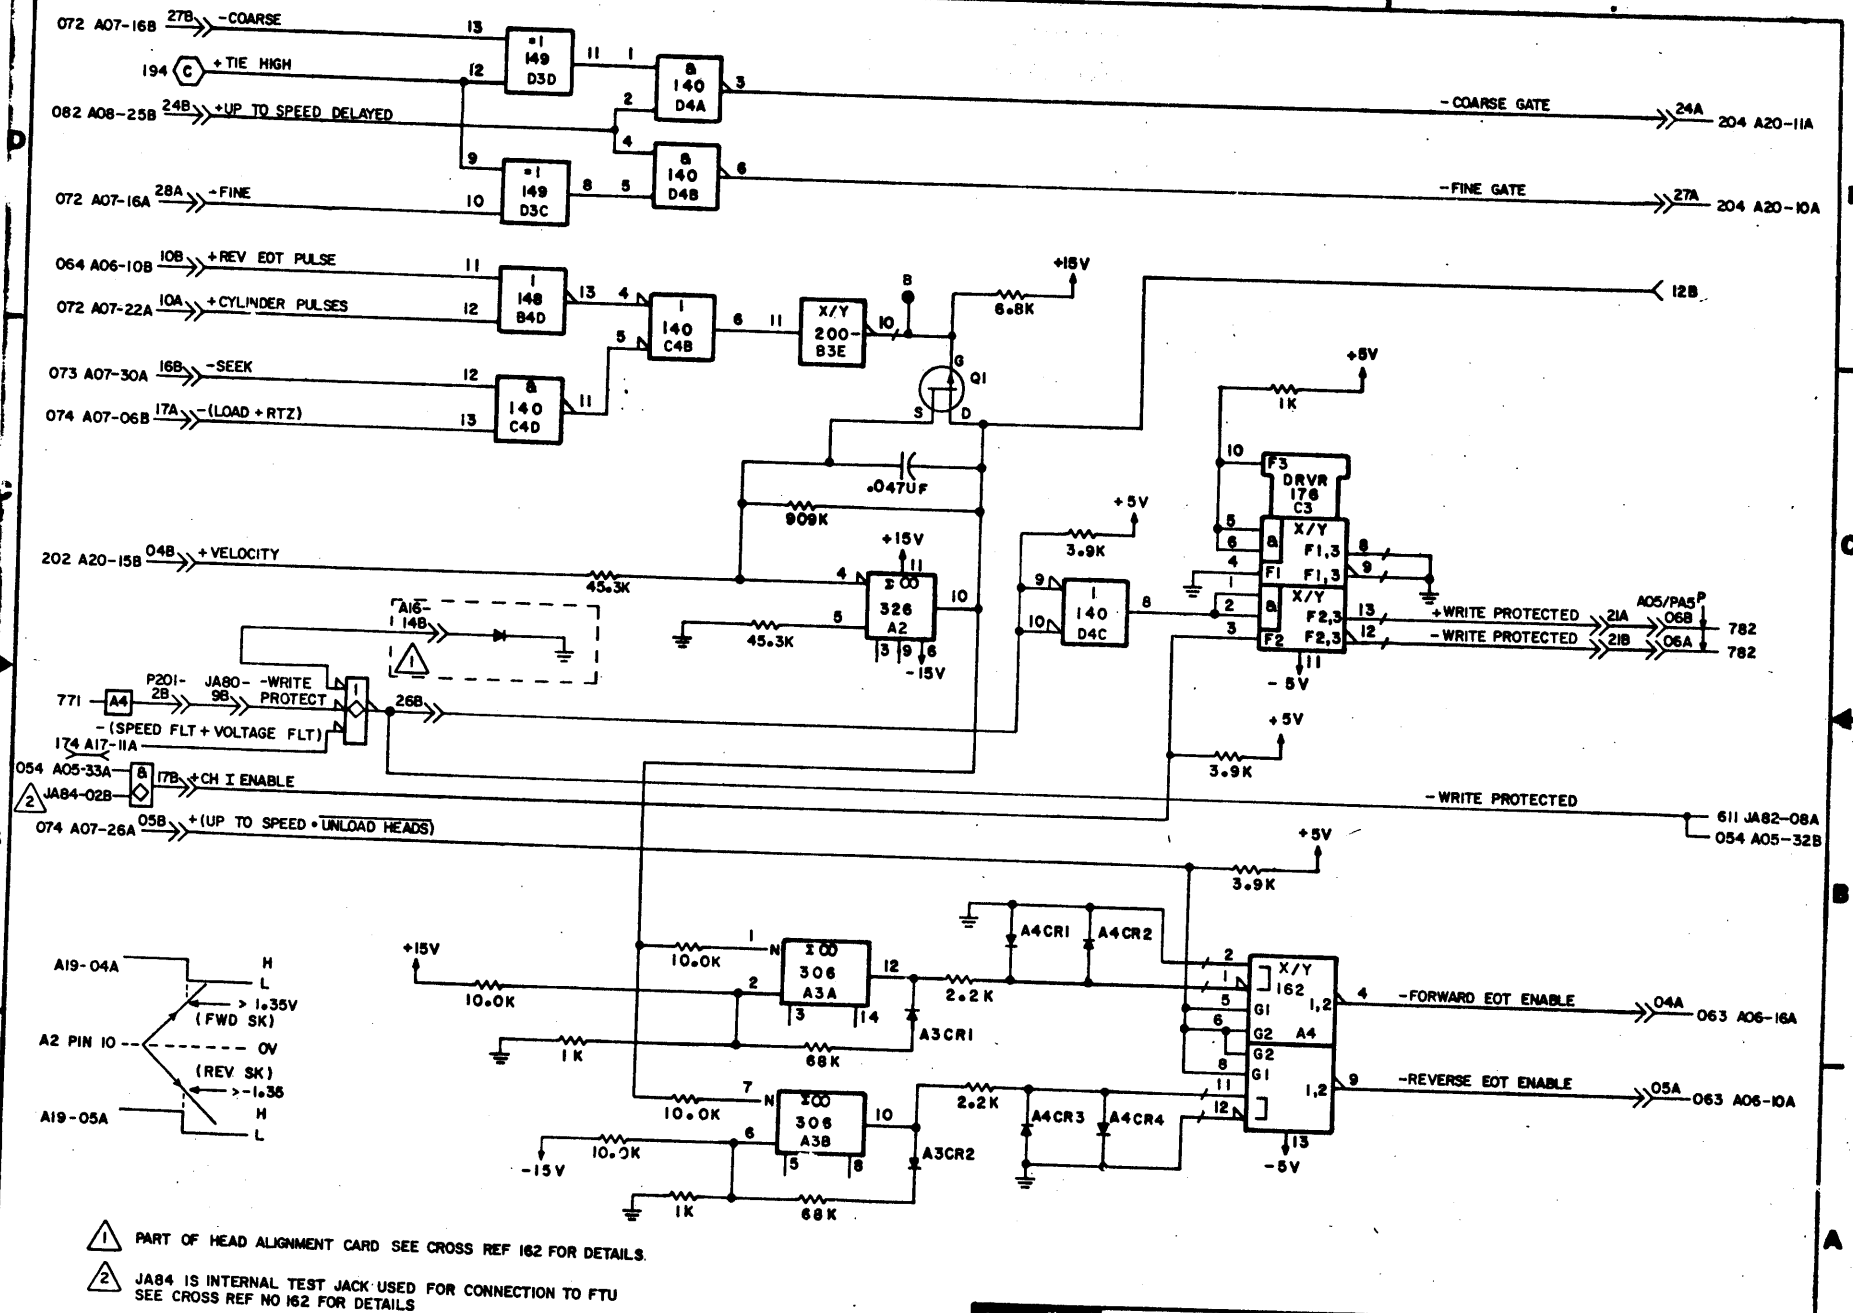 072 A07-16B 27B -COARSE 13
=1 149 D3D
11 1
& 140 D4A
3
-COARSE GATE 24A 204 A20-11A
194 C +TIE HIGH 12
082 A08-25B 24B +UP TO SPEED DELAYED 2
4
9
=1 149 D3C
8 5
& 140 D4B
6
-FINE GATE 27A 204 A20-10A
072 A07-16A 28A -FINE 10
064 A06-10B 10B +REV EOT PULSE 11
1 148 B4D
13 4
072 A07-22A 10A +CYLINDER PULSES 12
5
1 140 C4B
6 11
X/Y 200- B3E
10
B
+15V
6.8K
12B
G
Q1
S D
073 A07-30A 16B -SEEK 12
& 140 C4D
11
074 A07-06B 17A -(LOAD + RTZ) 13
.047UF
909K
+5V
1K
10
F3
DRVR
176
C3
5
6
&
X/Y
F1,3 8
4
F1
F1,3 9
1
2
&
X/Y
F2,3 13
3
F2
F2,3 12
11
-5V
+5V
3.9K
9
10
1 140 D4C
8
+WRITE PROTECTED 21A A05/PA5 P 06B 782
-WRITE PROTECTED 21B 06A 782
202 A20-15B 04B +VELOCITY
45.3K
4
+15V
11
Σ∞
326
A2
10
45.3K
5
3 9 6
-15V
A16-
14B
1
771 A4 P201- 2B JA80- 9B -WRITE PROTECT
1
26B
-(SPEED FLT + VOLTAGE FLT)
174 A17-11A
+5V
3.9K
054 A05-33A
&
17B +CH I ENABLE
2 JA84-02B
-WRITE PROTECTED
611 JA82-08A
054 A05-32B
074 A07-26A 05B +(UP TO SPEED • UNLOAD HEADS)
+5V
3.9K
A19-04A
H
L
> 1.35V
(FWD SK)
A2 PIN 10 0V
(REV SK)
>-1.35
H
A19-05A
L
+15V
10.0K
10.0K
1 N
Σ∞
306
A3A
12
2
3 14
1K
68K
A3CR1
2.2K
A4CR1 A4CR2
2
1
X/Y
162
5 G1
6 G2
A4
1,2 4
-FORWARD EOT ENABLE 04A 063 A06-16A
G2
8 G1
11
12
1,2 9
-REVERSE EOT ENABLE 05A 063 A06-10A
13
-5V
10.0K
7 N
Σ∞
306
A3B
10
6
5 8
-15V
10.0K
1K
68K
A3CR2
2.2K
A4CR3 A4CR4
1 PART OF HEAD ALIGNMENT CARD SEE CROSS REF 162 FOR DETAILS.
2 JA84 IS INTERNAL TEST JACK USED FOR CONNECTION TO FTU
SEE CROSS REF NO 162 FOR DETAILS
D
C
B
A